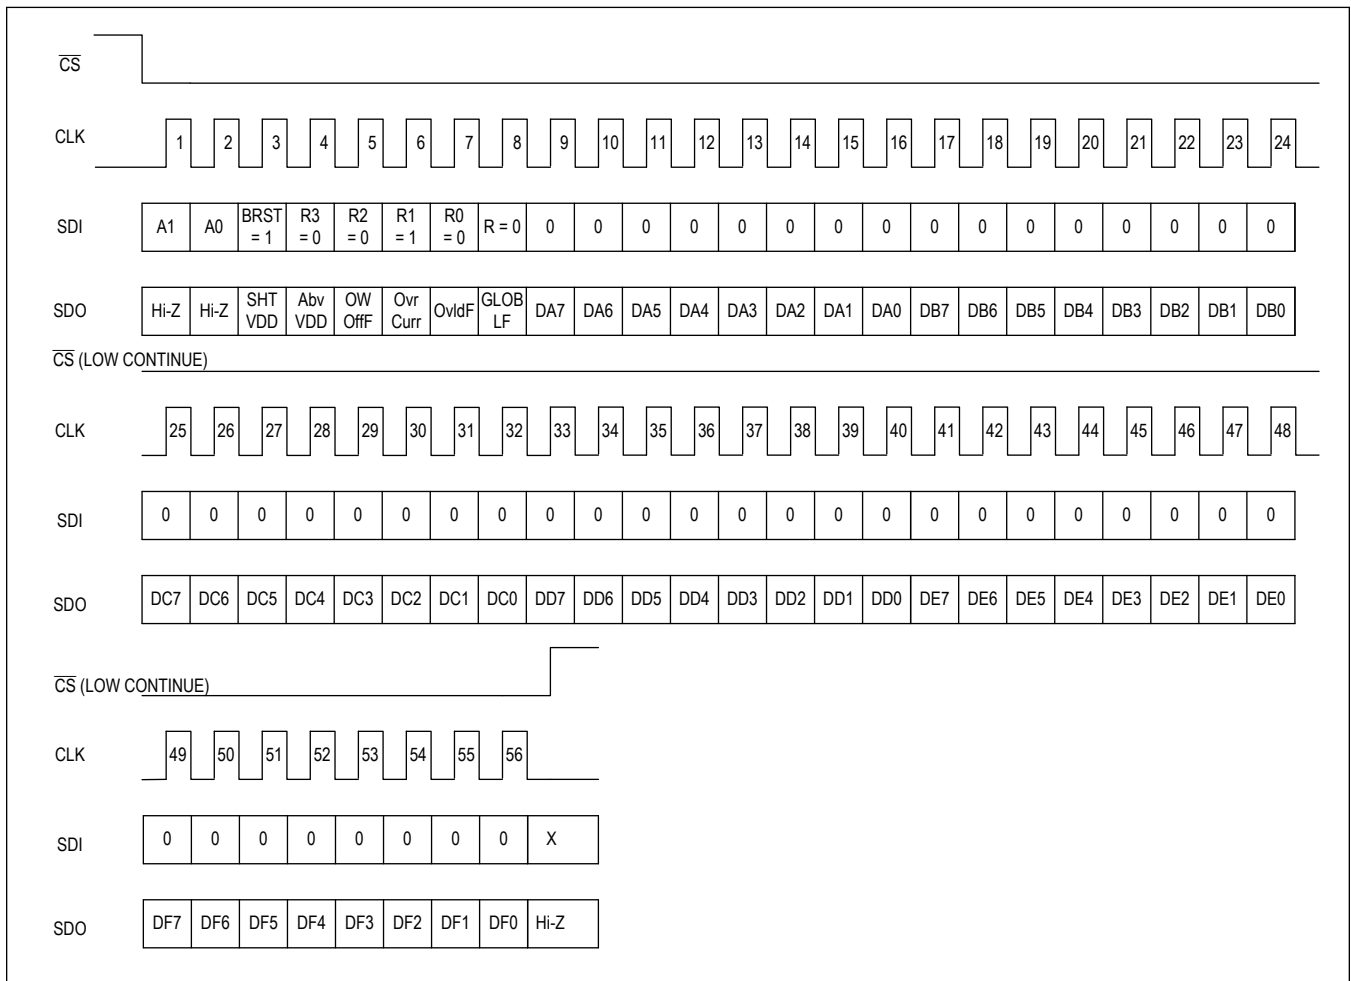 CS
CLK 1 2 3 4 5 6 7 8 9 10 11 12 13 14 15 16 17 18 19 20 21 22 23 24
SDI A1 A0 BRST = 1 R3 = 0 R2 = 0 R1 = 1 R0 = 0 R = 0 0 0 0 0 0 0 0 0 0 0 0 0 0 0 0 0
SDO Hi-Z Hi-Z SHT VDD Abv VDD OW OffF Ovr Curr OvldF GLOB LF DA7 DA6 DA5 DA4 DA3 DA2 DA1 DA0 DB7 DB6 DB5 DB4 DB3 DB2 DB1 DB0
CS (LOW CONTINUE)
CLK 25 26 27 28 29 30 31 32 33 34 35 36 37 38 39 40 41 42 43 44 45 46 47 48
SDI 0 0 0 0 0 0 0 0 0 0 0 0 0 0 0 0 0 0 0 0 0 0 0 0
SDO DC7 DC6 DC5 DC4 DC3 DC2 DC1 DC0 DD7 DD6 DD5 DD4 DD3 DD2 DD1 DD0 DE7 DE6 DE5 DE4 DE3 DE2 DE1 DE0
CS (LOW CONTINUE)
CLK 49 50 51 52 53 54 55 56
SDI 0 0 0 0 0 0 0 0 X
SDO DF7 DF6 DF5 DF4 DF3 DF2 DF1 DF0 Hi-Z